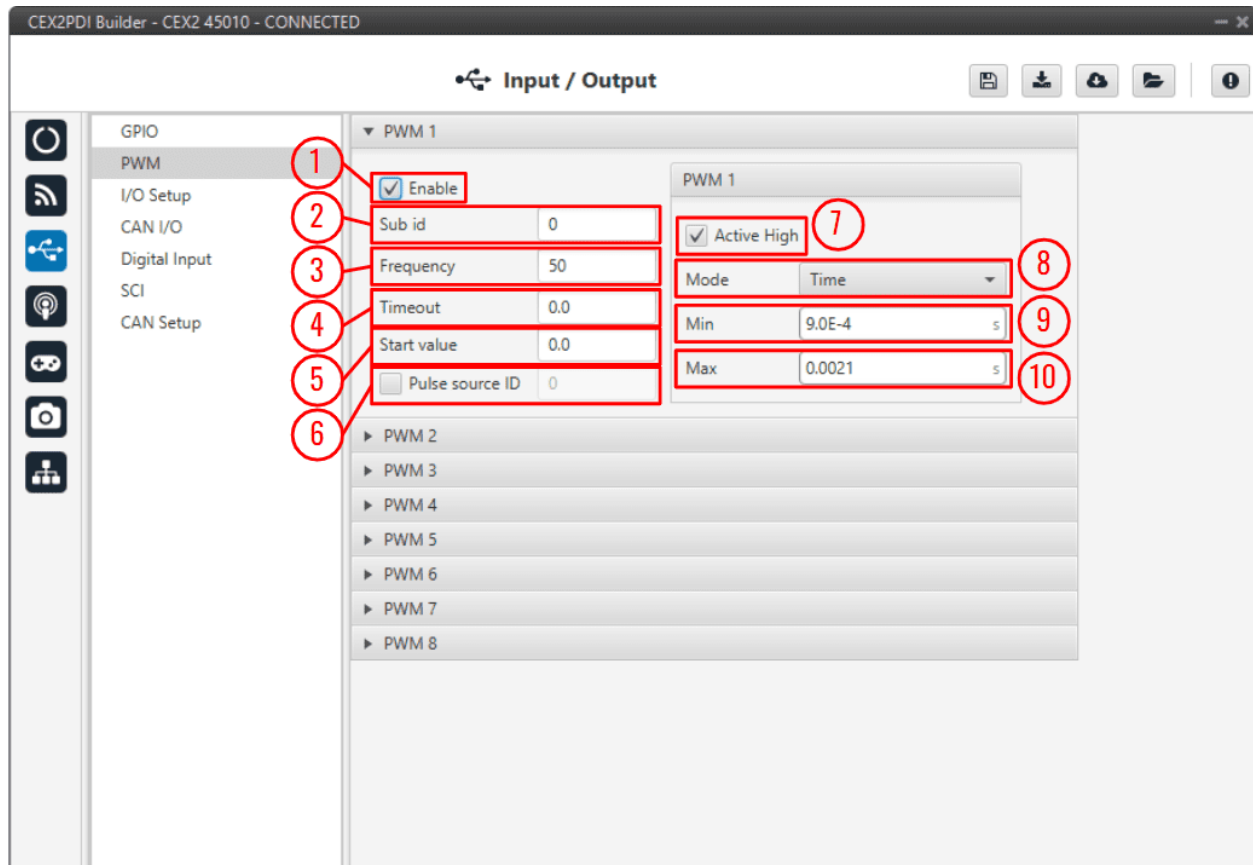 CEX2PDI Builder - CEX2 45010 - CONNECTED
Input / Output
GPIO
PWM
I/O Setup
CAN I/O
Digital Input
SCI
CAN Setup
PWM 1
1
Enable
2
Sub id 0
3
Frequency 50
4
Timeout 0.0
5
Start value 0.0
6
Pulse source ID 0
PWM 1
7
Active High
8
Mode Time
9
Min 9.0E-4 s
10
Max 0.0021 s
PWM 2
PWM 3
PWM 4
PWM 5
PWM 6
PWM 7
PWM 8